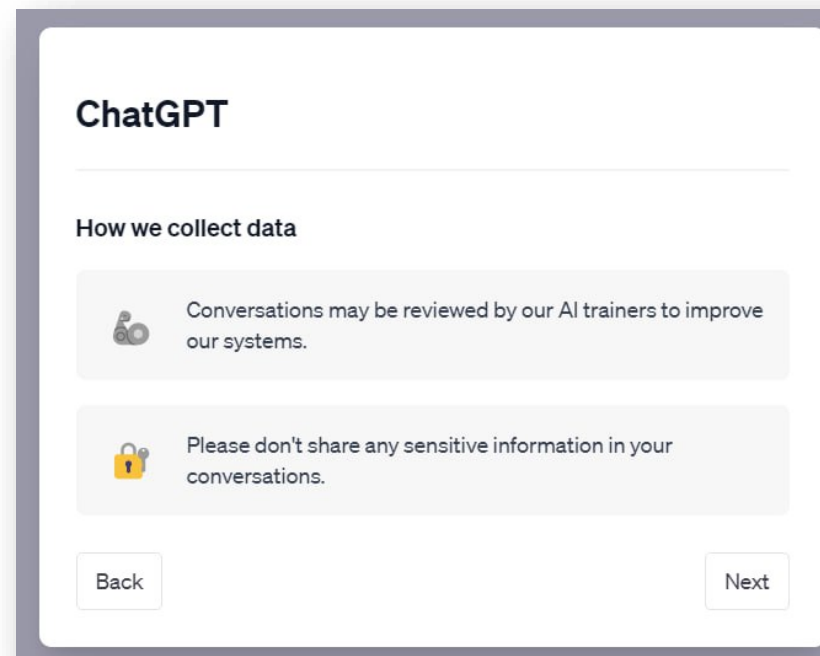 ChatGPT
How we collect data
Conversations may be reviewed by our AI trainers to improve
our systems.
Please don't share any sensitive information in your
conversations.
Back
Next